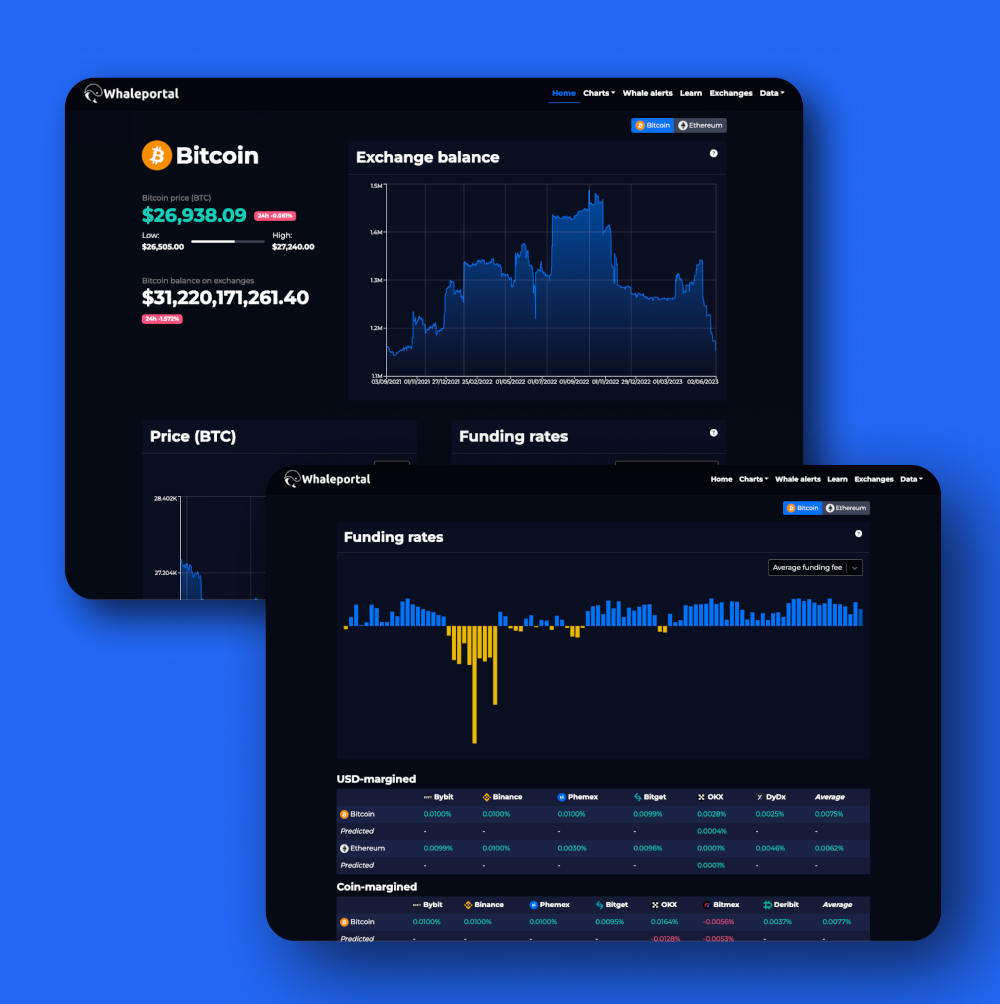 Whaleportal
Home Charts Whale alerts Learn Exchanges Data
Bitcoin Ethereum
Bitcoin
Bitcoin price (BTC)
$26,938.09 24h -0.061%
Low: High:
$26,505.00 $27,240.00
Bitcoin balance on exchanges
$31,220,171,261.40
24h -1.572%
Exchange balance ?
1.5M
1.4M
1.3M
1.2M
1.1M
03/09/2021 01/11/2021 27/12/2021 25/02/2022 01/05/2022 01/07/2022 01/09/2022 01/11/2022 29/12/2022 01/03/2023 02/06/2023
Price (BTC)
28.402K
27.204K
Funding rates ?
Whaleportal
Home Charts Whale alerts Learn Exchanges Data
Bitcoin Ethereum
Funding rates ?
Average funding fee
USD-margined
Bybit Binance Phemex Bitget OKX DyDx Average
Bitcoin 0.0100% 0.0100% 0.0100% 0.0099% 0.0028% 0.0025% 0.0075%
Predicted - - - - 0.0004% - -
Ethereum 0.0099% 0.0100% 0.0030% 0.0096% 0.0001% 0.0046% 0.0062%
Predicted - - - - 0.0001% - -
Coin-margined
Bybit Binance Phemex Bitget OKX Bitmex Deribit Average
Bitcoin 0.0100% 0.0100% 0.0100% 0.0095% 0.0164% -0.0056% 0.0037% 0.0077%
Predicted - - - - -0.0128% -0.0053% - -